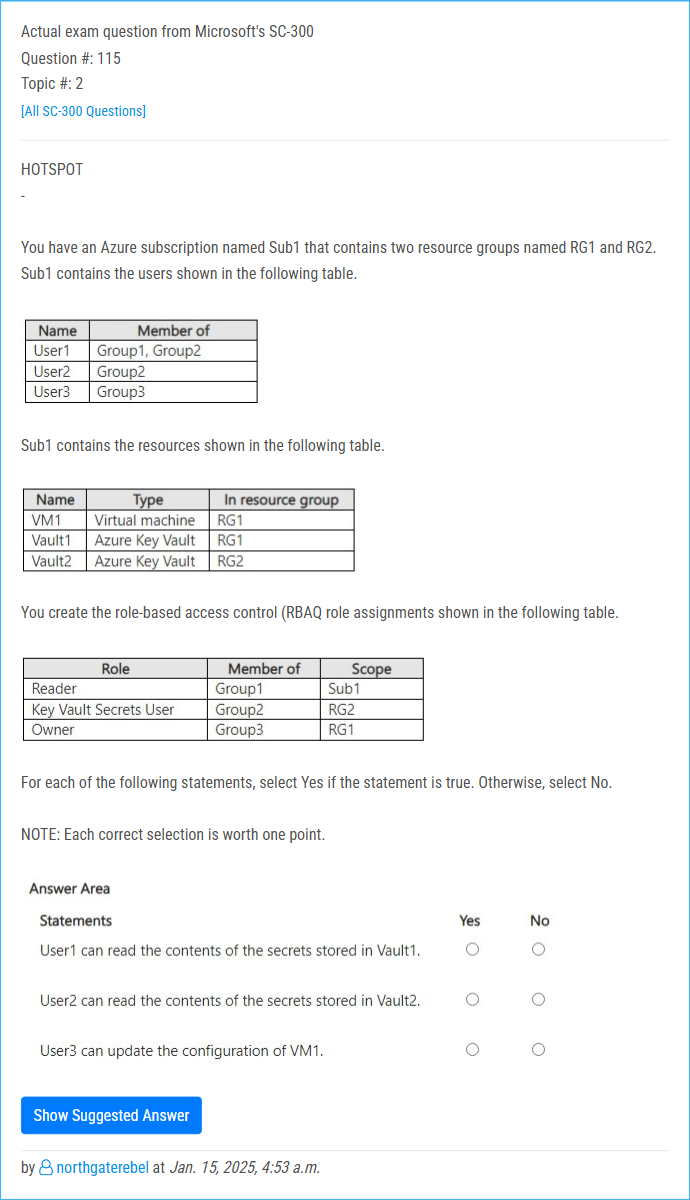 Actual exam question from Microsoft's SC-300
Question #: 115
Topic #: 2
[All SC-300 Questions]
HOTSPOT
-
You have an Azure subscription named Sub1 that contains two resource groups named RG1 and RG2.
Sub1 contains the users shown in the following table.
Name Member of
User1 Group1, Group2
User2 Group2
User3 Group3
Sub1 contains the resources shown in the following table.
Name Type In resource group
VM1 Virtual machine RG1
Vault1 Azure Key Vault RG1
Vault2 Azure Key Vault RG2
You create the role-based access control (RBAQ role assignments shown in the following table.
Role Member of Scope
Reader Group1 Sub1
Key Vault Secrets User Group2 RG2
Owner Group3 RG1
For each of the following statements, select Yes if the statement is true. Otherwise, select No.
NOTE: Each correct selection is worth one point.
Answer Area
Statements Yes No
User1 can read the contents of the secrets stored in Vault1.
User2 can read the contents of the secrets stored in Vault2.
User3 can update the configuration of VM1.
Show Suggested Answer
by northgaterebel at Jan. 15, 2025, 4:53 a.m.